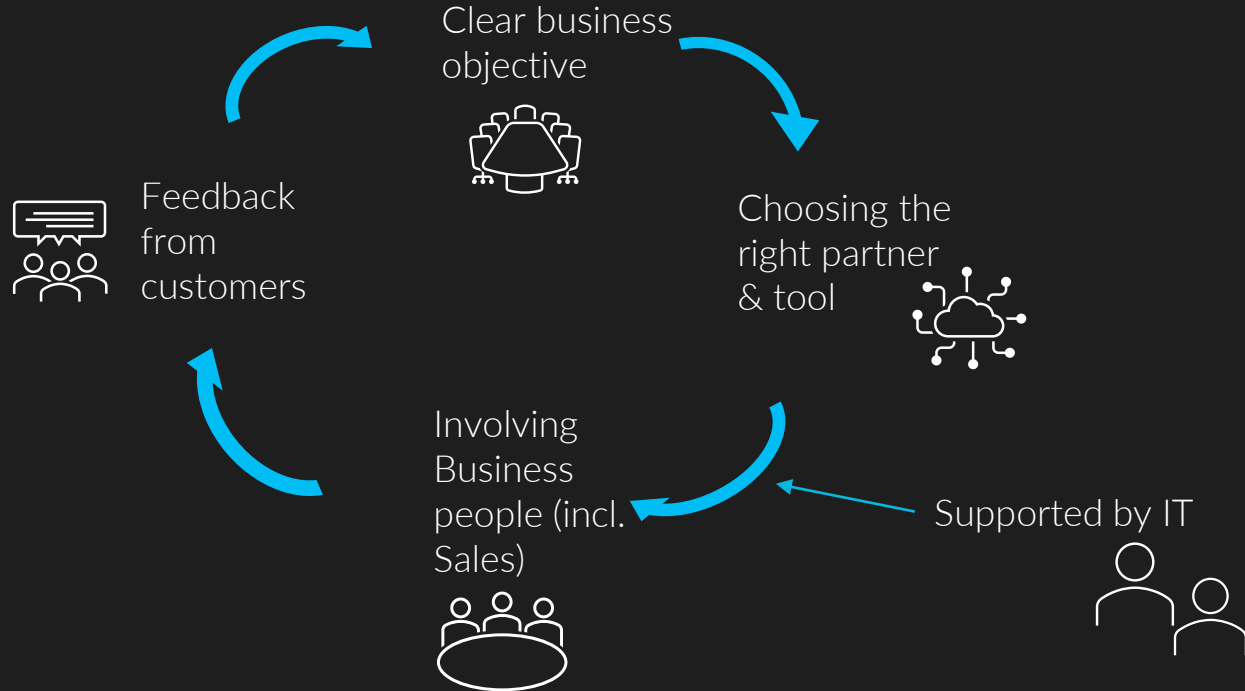 Clear business
objective
Choosing the
right partner
& tool
Involving
Business
people (incl.
Sales)
Supported by IT
Feedback
from
customers